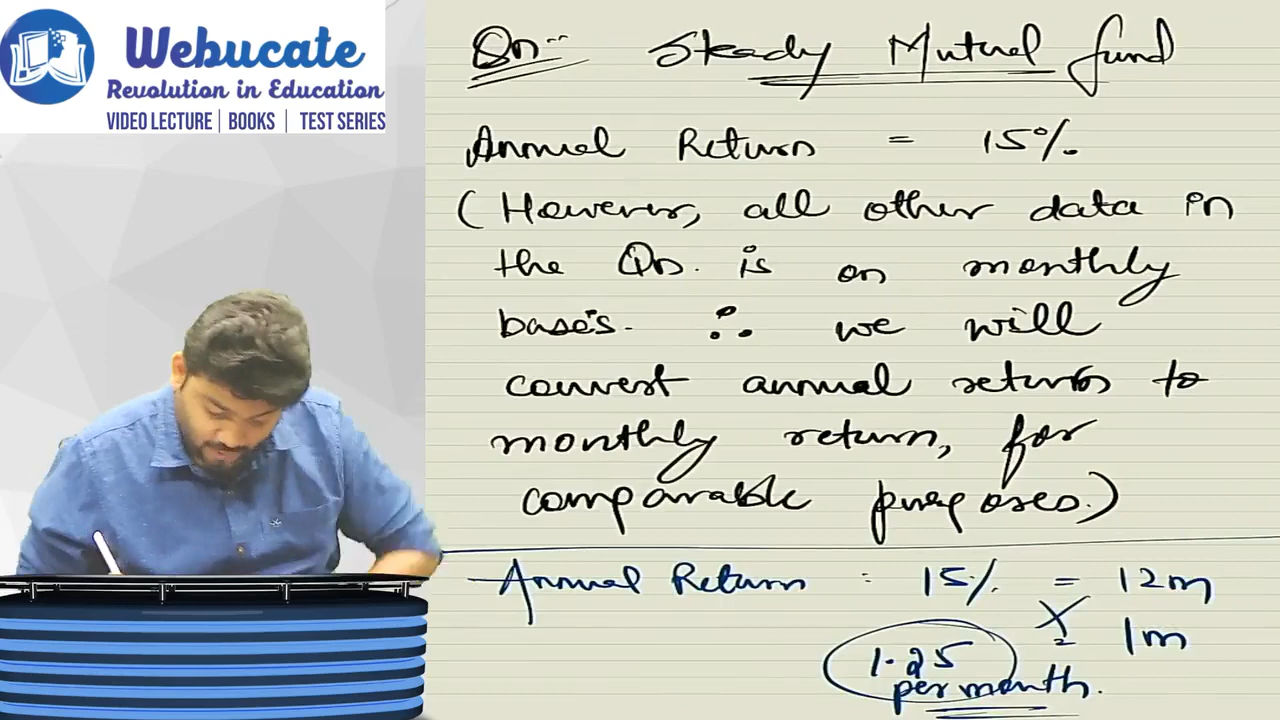 Webucate
Revolution in Education
VIDEO LECTURE | BOOKS | TEST SERIES
Qn:- Steady Mutual fund
Annual Return = 15%.
(However, all other data in
the Qn. is on monthly
basis. ∴ we will
convert annual return to
monthly return, for
comparable purposes.)
Annual Return : 15% = 12m
X = 1m
1.25
per month.